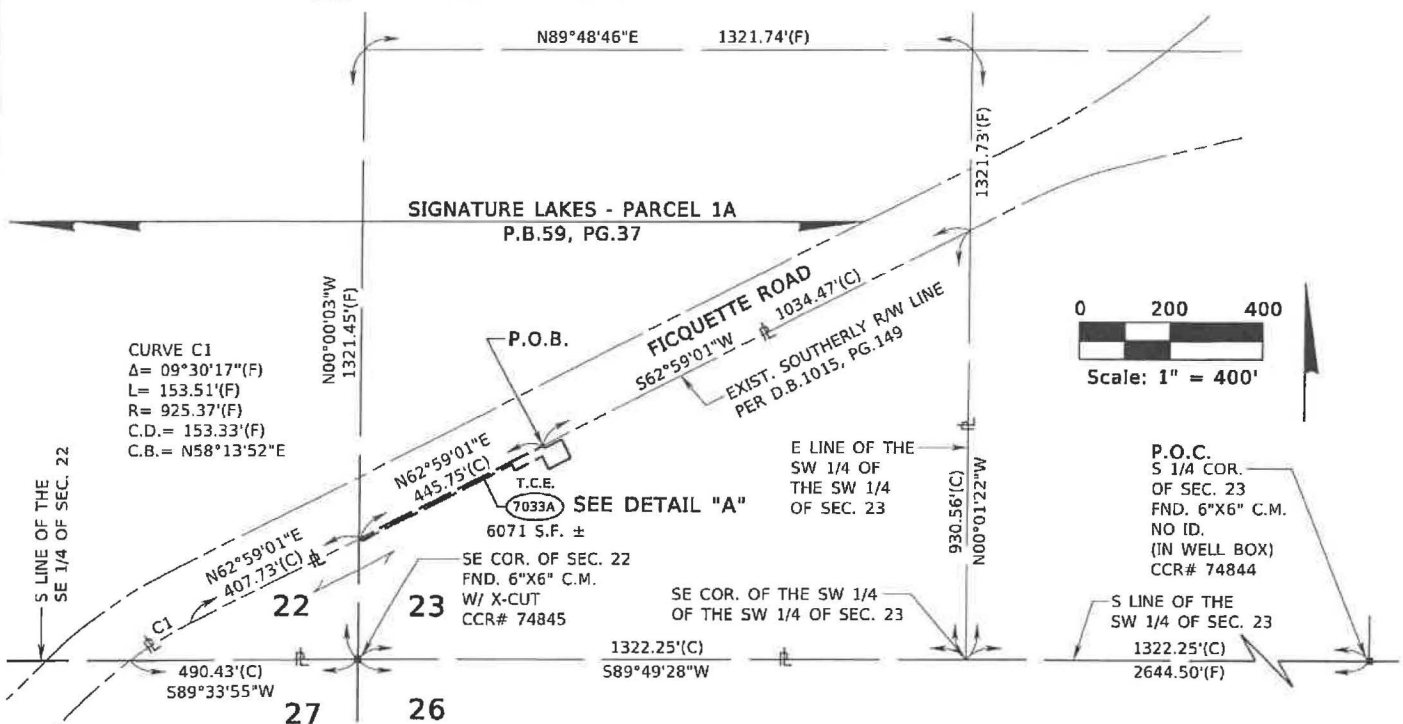 N89°48'46"E 1321.74'(F)
1321.73'(F)
SIGNATURE LAKES - PARCEL 1A
P.B.59, PG.37
N00°00'03"W
1321.45'(F)
FICQUETTE ROAD
S62°59'01"W 1034.47'(C)
EXIST. SOUTHERLY R/W LINE
PER D.B.1015, PG.149
0 200 400
Scale: 1" = 400'
P.O.B.
CURVE C1
Δ= 09°30'17"(F)
L= 153.51'(F)
R= 925.37'(F)
C.D.= 153.33'(F)
C.B.= N58°13'52"E
S LINE OF THE
SE 1/4 OF SEC. 22
N62°59'01"E
445.75'(C)
T.C.E.
7033A
SEE DETAIL "A"
6071 S.F. ±
E LINE OF THE
SW 1/4 OF
THE SW 1/4
OF SEC. 23
930.56'(C)
N00°01'22"W
P.O.C.
S 1/4 COR.
OF SEC. 23
FND. 6"X6" C.M.
NO ID.
(IN WELL BOX)
CCR# 74844
N62°59'01"E
407.73'(C)
C1
22 23
SE COR. OF SEC. 22
FND. 6"X6" C.M.
W/ X-CUT
CCR# 74845
SE COR. OF THE SW 1/4
OF THE SW 1/4 OF SEC. 23
S LINE OF THE
SW 1/4 OF SEC. 23
490.43'(C)
S89°33'55"W
1322.25'(C)
S89°49'28"W
1322.25'(C)
2644.50'(F)
27 26